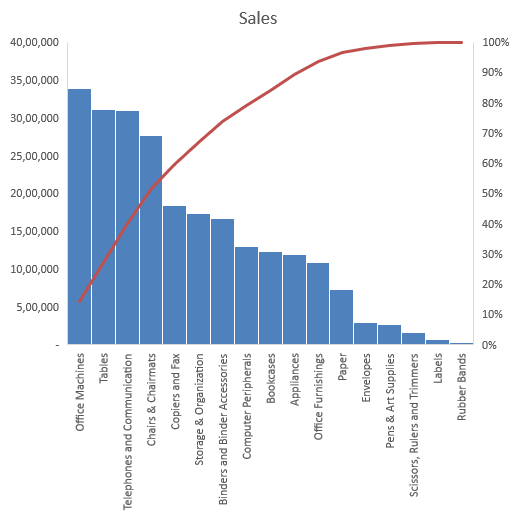 Sales
40,00,000
35,00,000
30,00,000
25,00,000
20,00,000
15,00,000
10,00,000
5,00,000
-
100%
90%
80%
70%
60%
50%
40%
30%
20%
10%
0%
Office Machines
Tables
Telephones and Communication
Chairs & Chairmats
Copiers and Fax
Storage & Organization
Binders and Binder Accessories
Computer Peripherals
Bookcases
Appliances
Office Furnishings
Paper
Envelopes
Pens & Art Supplies
Scissors, Rulers and Trimmers
Labels
Rubber Bands